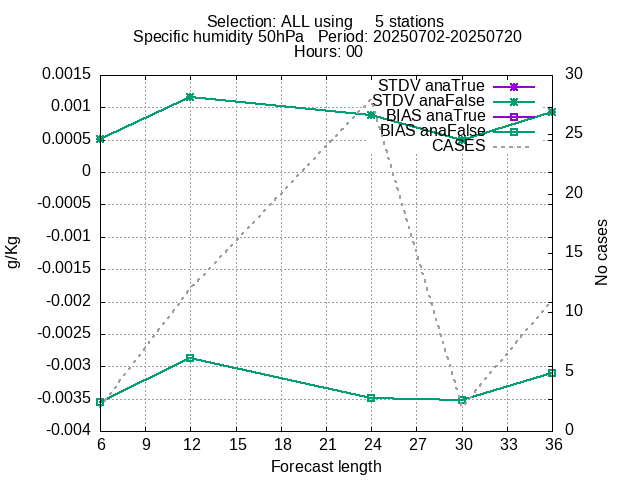 Selection: ALL using     5 stations
Specific humidity 50hPa   Period: 20250702-20250720
Hours: 00
0.0015
0.001
0.0005
0
-0.0005
-0.001
-0.0015
-0.002
-0.0025
-0.003
-0.0035
-0.004
g/Kg
STDV anaTrue
STDV anaFalse
BIAS anaTrue
BIAS anaFalse
CASES
30
25
20
15
10
5
0
No cases
6 9 12 15 18 21 24 27 30 33 36
Forecast length